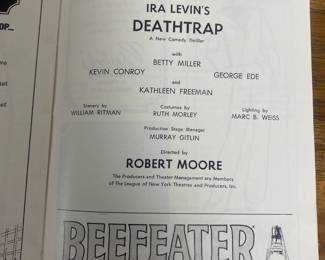 OP...
IRA LEVIN'S
DEATHTRAP
A New Comedy Thriller
with
BETTY MILLER
KEVIN CONROY GEORGE EDE
and
KATHLEEN FREEMAN
Scenery by Costumes by Lighting by
WILLIAM RITMAN RUTH MORLEY MARC B. WEISS
Production Stage Manager
MURRAY GITLIN
Directed by
ROBERT MOORE
The Producers and Theater Management are Members
of The League of New York Theatres and Producers, Inc.
BEEFEATER